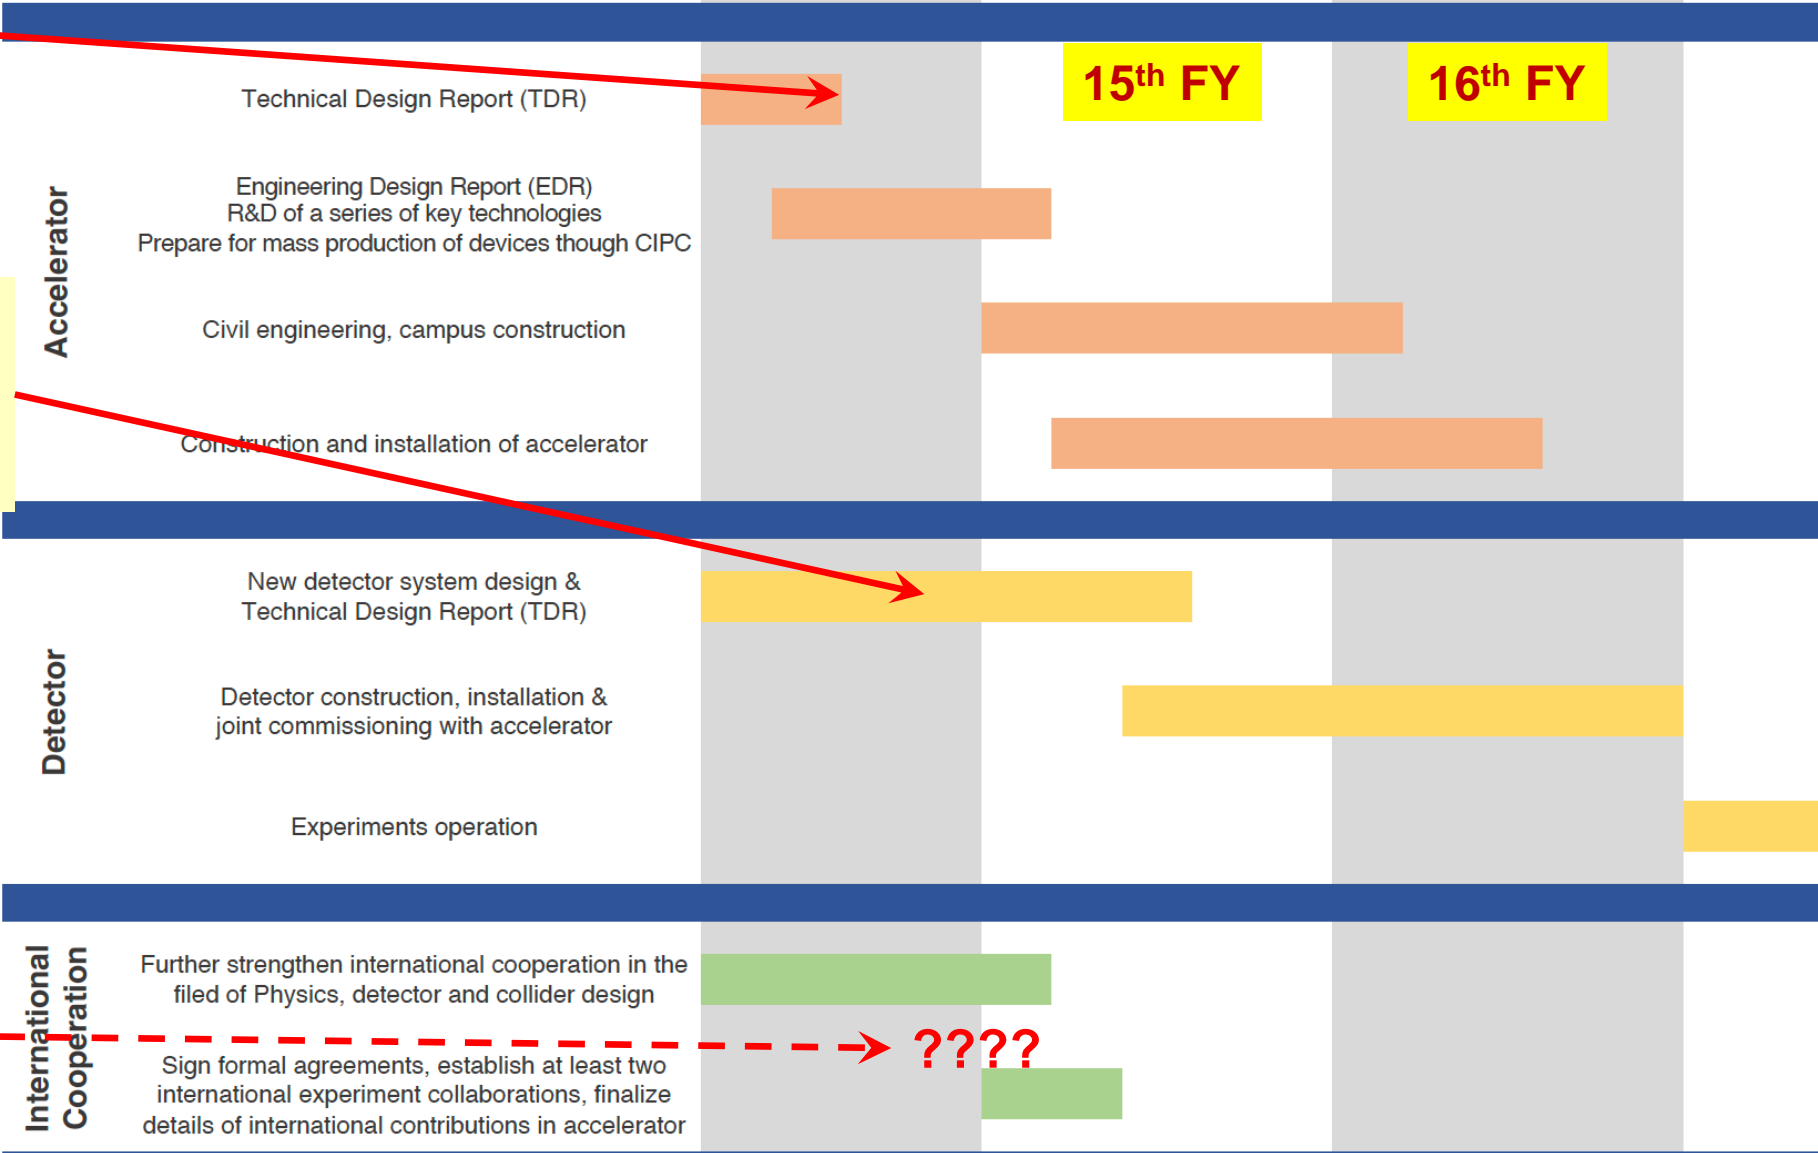 15th FY
16th FY
Accelerator
Technical Design Report (TDR)
Engineering Design Report (EDR)
R&D of a series of key technologies
Prepare for mass production of devices though CIPC
Civil engineering, campus construction
Construction and installation of accelerator
Detector
New detector system design &
Technical Design Report (TDR)
Detector construction, installation &
joint commissioning with accelerator
Experiments operation
International
Cooperation
Further strengthen international cooperation in the
filed of Physics, detector and collider design
????
Sign formal agreements, establish at least two
international experiment collaborations, finalize
details of international contributions in accelerator